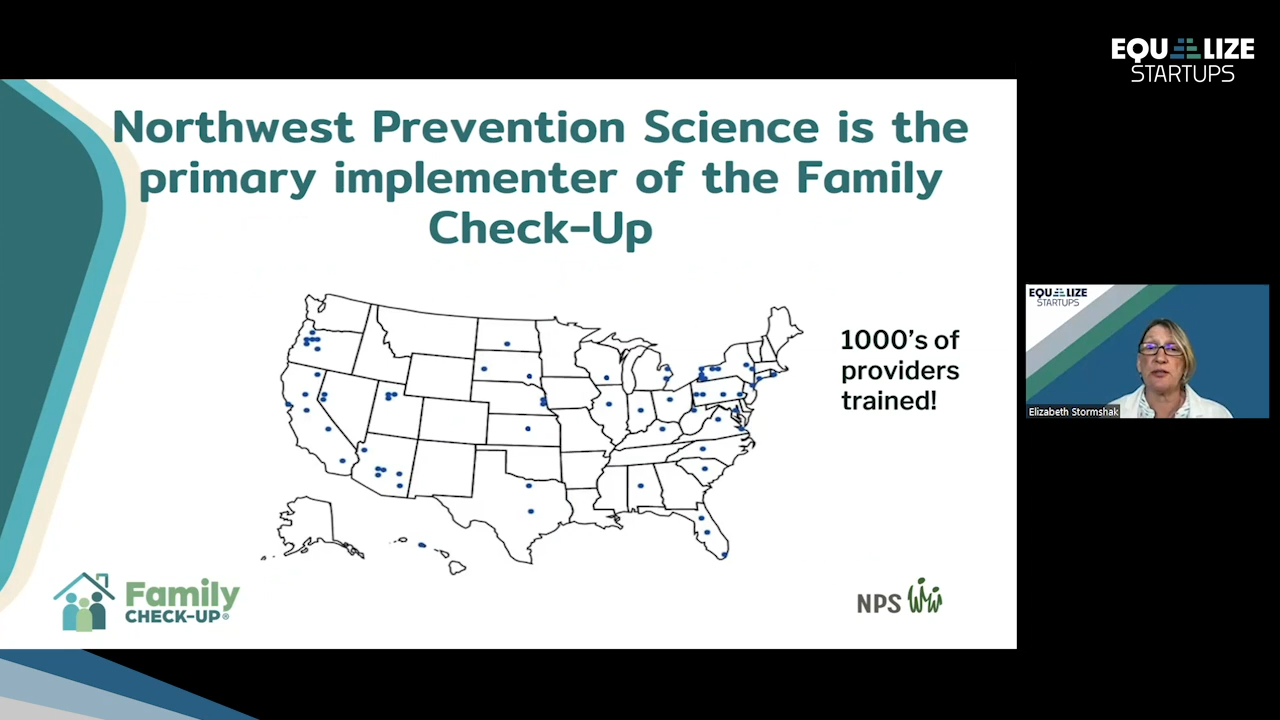 EQUALIZE
STARTUPS
Northwest Prevention Science is the
primary implementer of the Family
Check-Up
1000's of
providers
trained!
EQUALIZE
STARTUPS
Elizabeth Stormshak
Family
CHECK-UP®
NPS